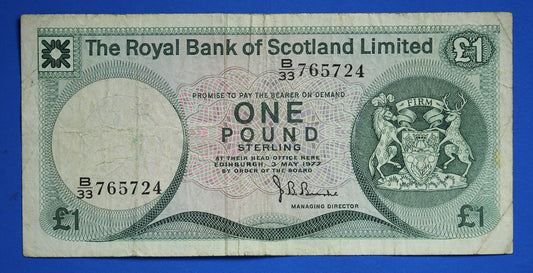 The Royal Bank of Scotland Limited £1
B/33 765724
PROMISE TO PAY THE BEARER ON DEMAND
ONE
POUND
STERLING
AT THEIR HEAD OFFICE HERE
EDINBURGH, 3 MAY 1977
BY ORDER OF THE BOARD
MANAGING DIRECTOR
FIRM
B/33 765724
£1
£1